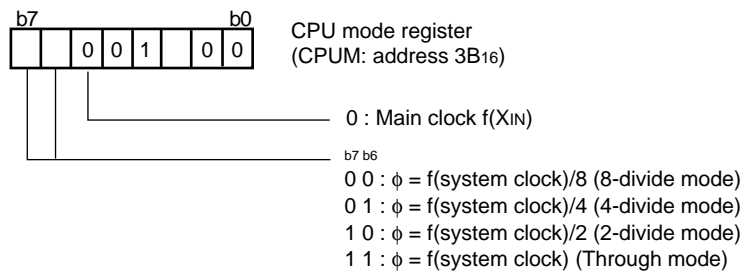 b7 b0
0 0 1 0 0
CPU mode register
(CPUM: address 3B16)
0 : Main clock f(XIN)
b7 b6
0 0 : ϕ = f(system clock)/8 (8-divide mode)
0 1 : ϕ = f(system clock)/4 (4-divide mode)
1 0 : ϕ = f(system clock)/2 (2-divide mode)
1 1 : ϕ = f(system clock) (Through mode)